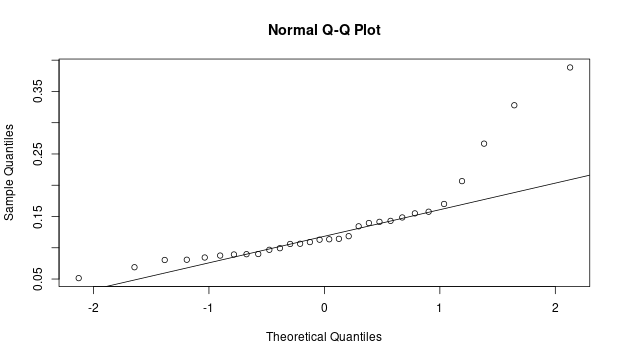 Normal Q-Q Plot
Sample Quantiles
0.35
0.25
0.15
0.05
-2 -1 0 1 2
Theoretical Quantiles